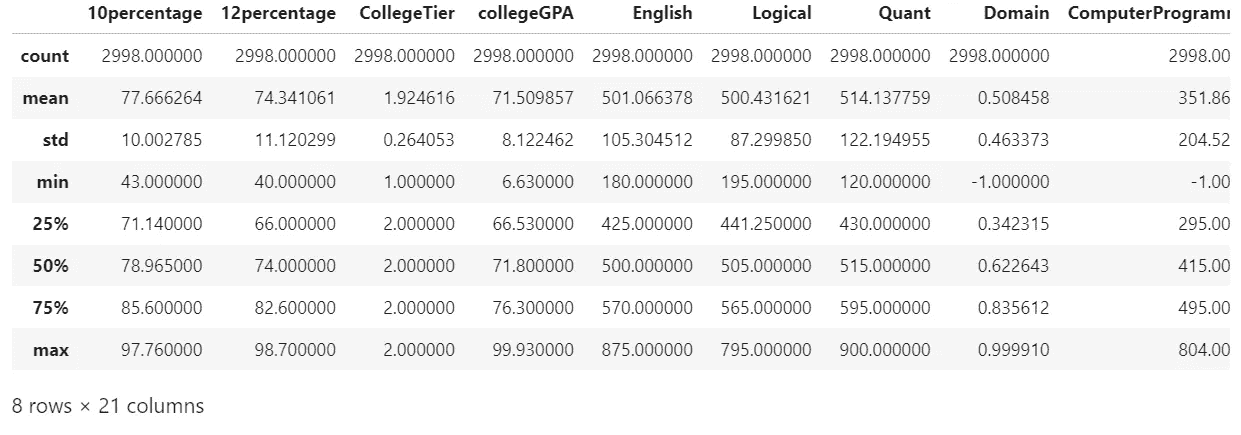 10percentage 12percentage CollegeTier collegeGPA English Logical Quant Domain ComputerProgramr
count 2998.000000 2998.000000 2998.000000 2998.000000 2998.000000 2998.000000 2998.000000 2998.000000 2998.00
mean 77.666264 74.341061 1.924616 71.509857 501.066378 500.431621 514.137759 0.508458 351.86
std 10.002785 11.120299 0.264053 8.122462 105.304512 87.299850 122.194955 0.463373 204.52
min 43.000000 40.000000 1.000000 6.630000 180.000000 195.000000 120.000000 -1.000000 -1.00
25% 71.140000 66.000000 2.000000 66.530000 425.000000 441.250000 430.000000 0.342315 295.00
50% 78.965000 74.000000 2.000000 71.800000 500.000000 505.000000 515.000000 0.622643 415.00
75% 85.600000 82.600000 2.000000 76.300000 570.000000 565.000000 595.000000 0.835612 495.00
max 97.760000 98.700000 2.000000 99.930000 875.000000 795.000000 900.000000 0.999910 804.00
8 rows × 21 columns